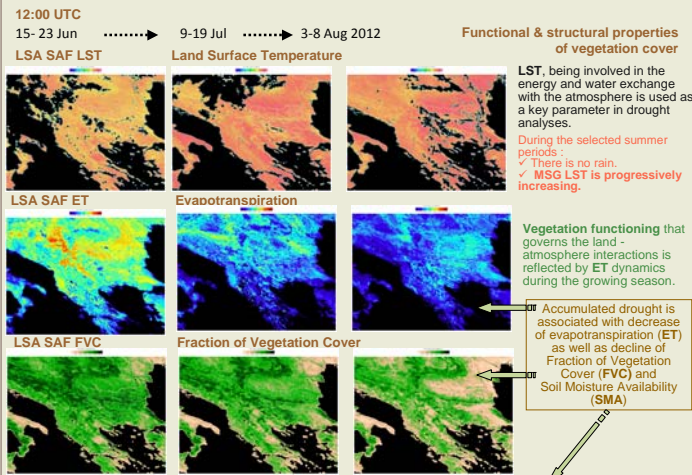 12:00 UTC
15- 23 Jun 9-19 Jul 3-8 Aug 2012
Functional & structural properties
of vegetation cover
LSA SAF LST Land Surface Temperature
LST, being involved in the
energy and water exchange
with the atmosphere is used as
a key parameter in drought
analyses.
During the selected summer
periods :
✓ There is no rain.
✓ MSG LST is progressively
increasing.
LSA SAF ET Evapotranspiration
Vegetation functioning that
governs the land -
atmosphere interactions is
reflected by ET dynamics
during the growing season.
Accumulated drought is
associated with decrease
of evapotranspiration (ET)
as well as decline of
Fraction of Vegetation
Cover (FVC) and
Soil Moisture Availability
(SMA)
LSA SAF FVC Fraction of Vegetation Cover